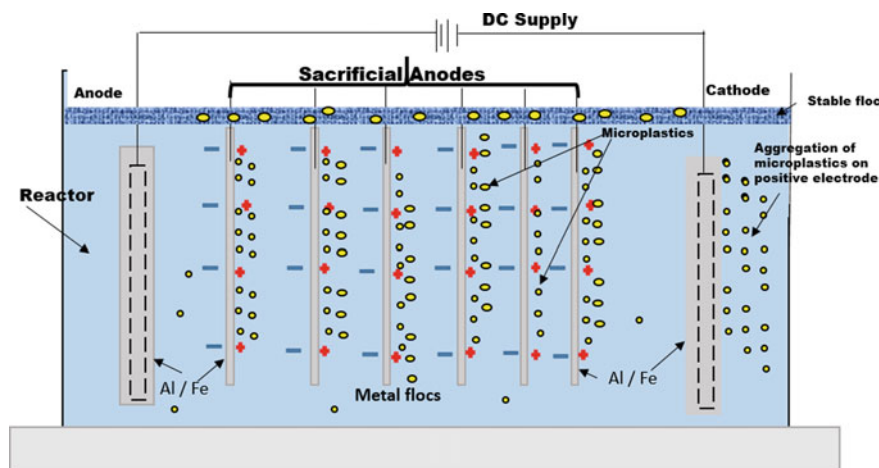 DC Supply
Sacrificial Anodes
Anode
Cathode
Stable floc
Microplastics
Aggregation of
microplastics on
positive electrode
Reactor
Al / Fe
Al / Fe
Metal flocs